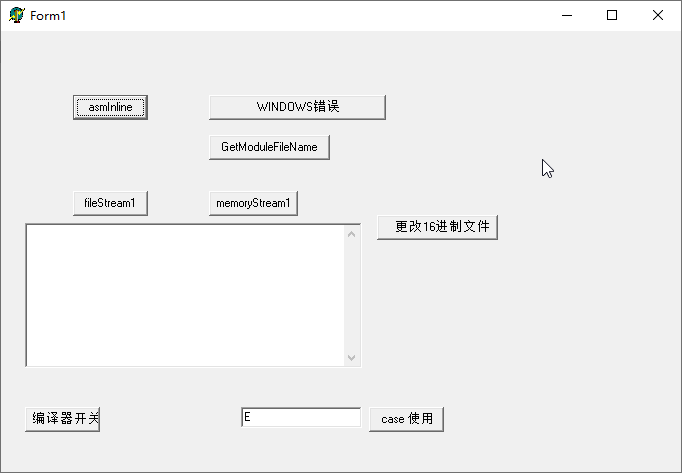 Form1
asmInline
WINDOWS错误
GetModuleFileName
fileStream1
memoryStream1
更改16进制文件
编译器开关
E
case 使用